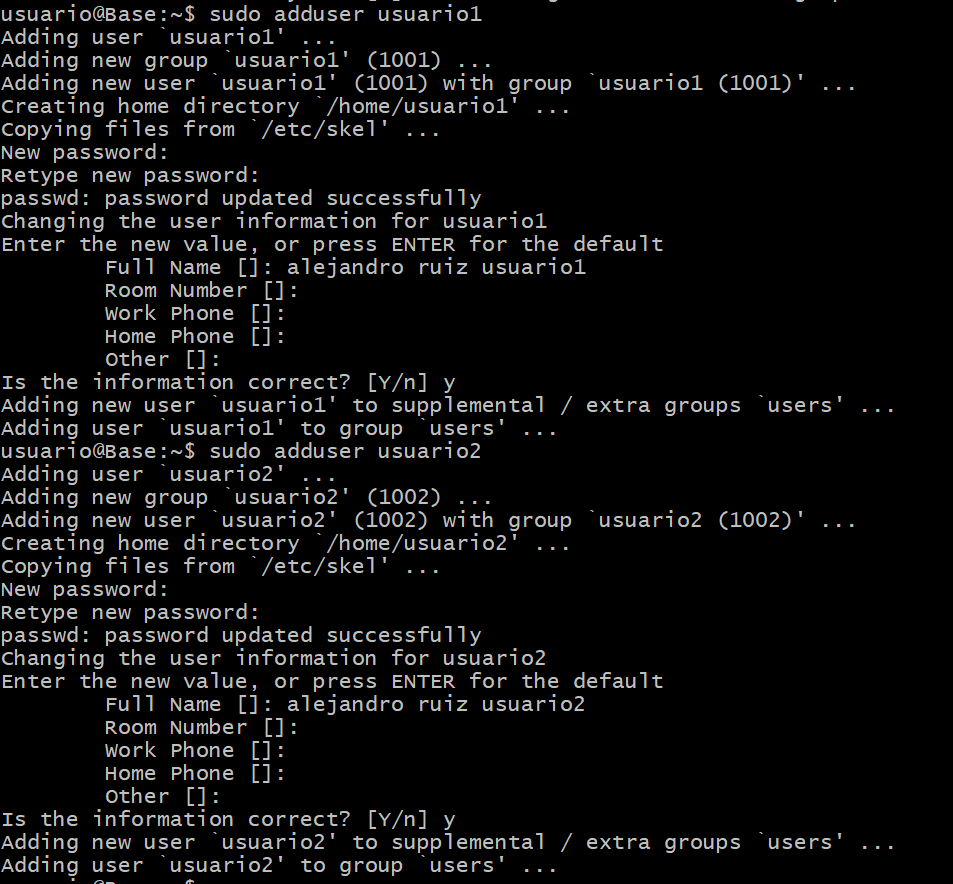 usuario@Base:~$ sudo adduser usuario1
Adding user `usuario1' ...
Adding new group `usuario1' (1001) ...
Adding new user `usuario1' (1001) with group `usuario1 (1001)' ...
Creating home directory `/home/usuario1' ...
Copying files from `/etc/skel' ...
New password:
Retype new password:
passwd: password updated successfully
Changing the user information for usuario1
Enter the new value, or press ENTER for the default
        Full Name []: alejandro ruiz usuario1
        Room Number []:
        Work Phone []:
        Home Phone []:
        Other []:
Is the information correct? [Y/n] y
Adding new user `usuario1' to supplemental / extra groups `users' ...
Adding user `usuario1' to group `users' ...
usuario@Base:~$ sudo adduser usuario2
Adding user `usuario2' ...
Adding new group `usuario2' (1002) ...
Adding new user `usuario2' (1002) with group `usuario2 (1002)' ...
Creating home directory `/home/usuario2' ...
Copying files from `/etc/skel' ...
New password:
Retype new password:
passwd: password updated successfully
Changing the user information for usuario2
Enter the new value, or press ENTER for the default
        Full Name []: alejandro ruiz usuario2
        Room Number []:
        Work Phone []:
        Home Phone []:
        Other []:
Is the information correct? [Y/n] y
Adding new user `usuario2' to supplemental / extra groups `users' ...
Adding user `usuario2' to group `users' ...